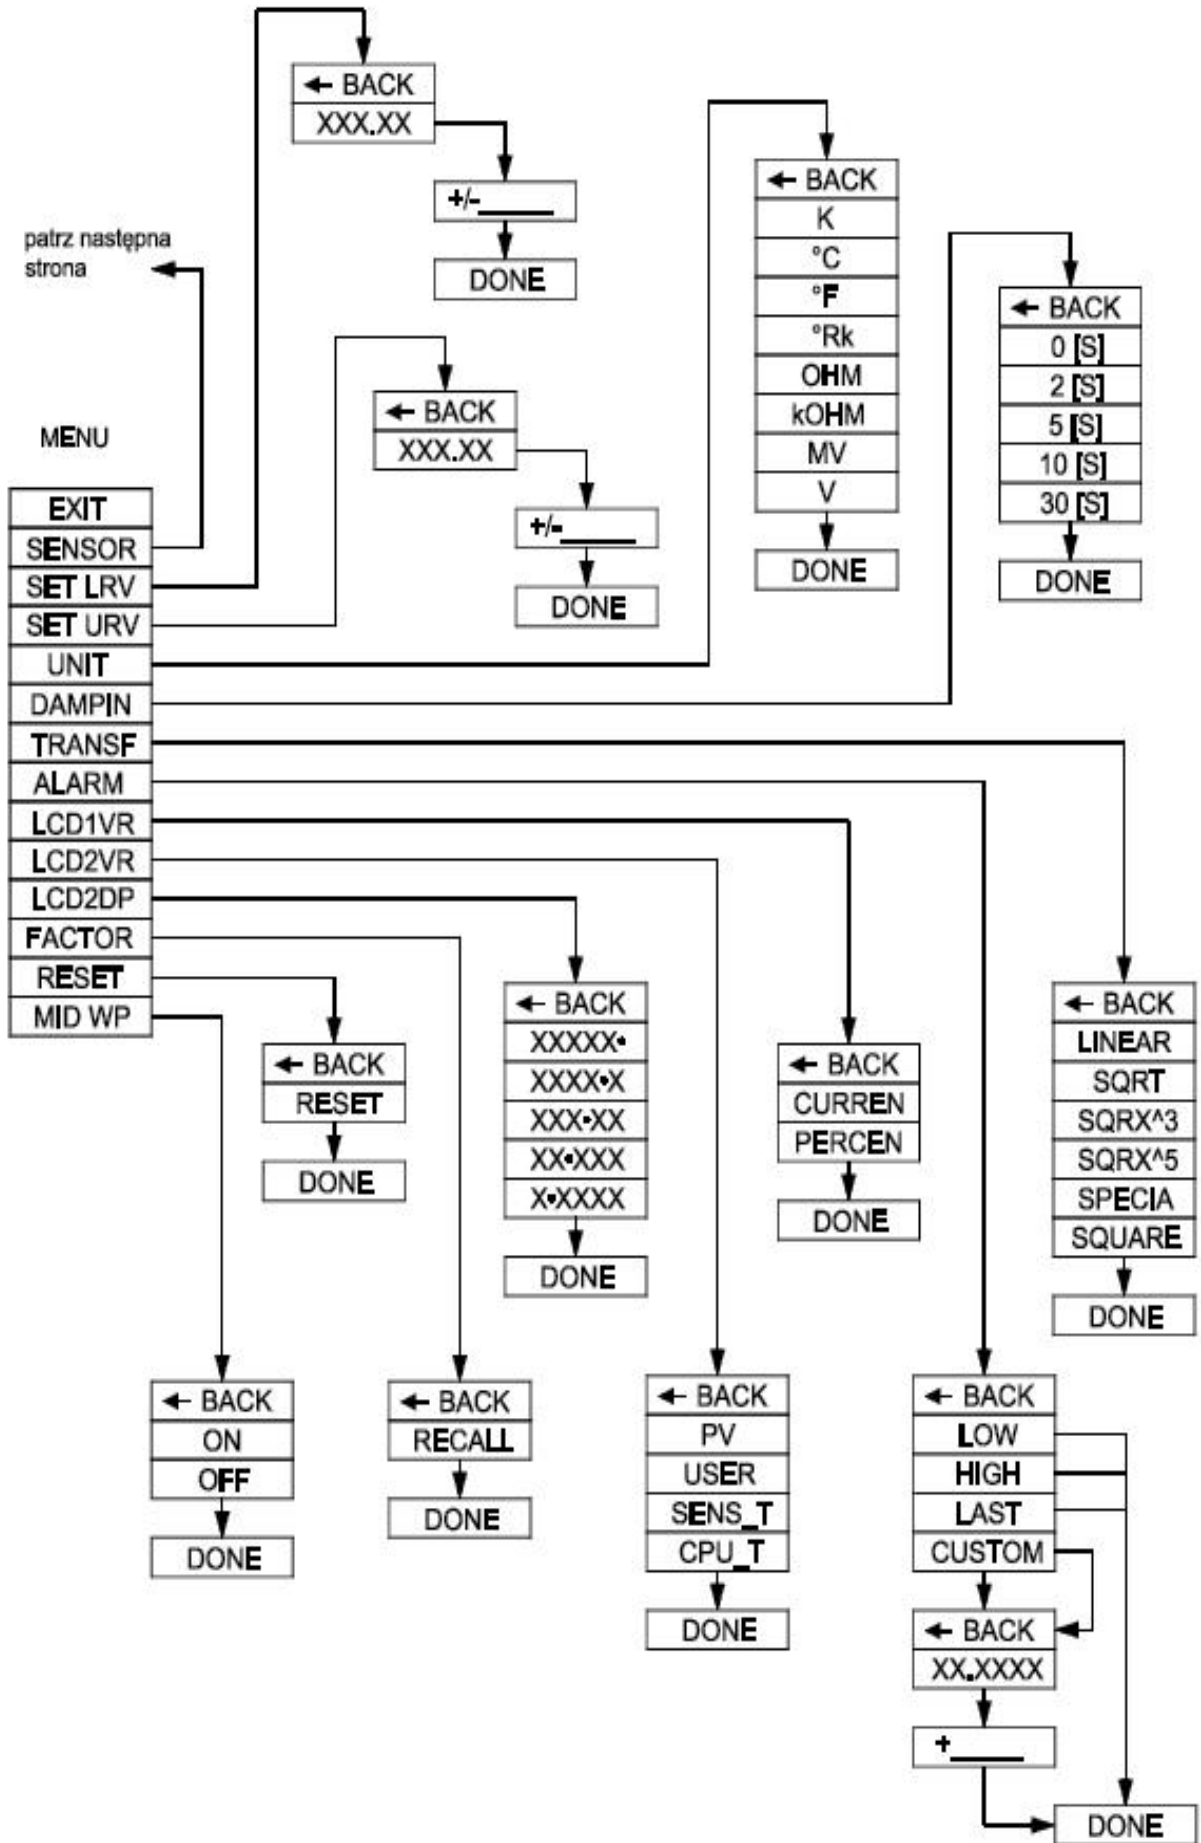 ← BACK
XXX.XX
+/-______
DONE
patrz następna
strona
← BACK
K
°C
°F
°Rk
OHM
kOHM
MV
V
DONE
← BACK
0 [S]
2 [S]
5 [S]
10 [S]
30 [S]
DONE
← BACK
XXX.XX
+/-______
DONE
MENU
EXIT
SENSOR
SET LRV
SET URV
UNIT
DAMPIN
TRANSF
ALARM
LCD1VR
LCD2VR
LCD2DP
FACTOR
RESET
MID WP
← BACK
RESET
DONE
← BACK
XXXXX•
XXXX•X
XXX•XX
XX•XXX
X•XXXX
DONE
← BACK
CURREN
PERCEN
DONE
← BACK
LINEAR
SQRT
SQRX^3
SQRX^5
SPECIA
SQUARE
DONE
← BACK
ON
OFF
DONE
← BACK
RECALL
DONE
← BACK
PV
USER
SENS_T
CPU_T
DONE
← BACK
LOW
HIGH
LAST
CUSTOM
← BACK
XX.XXXX
+______
DONE